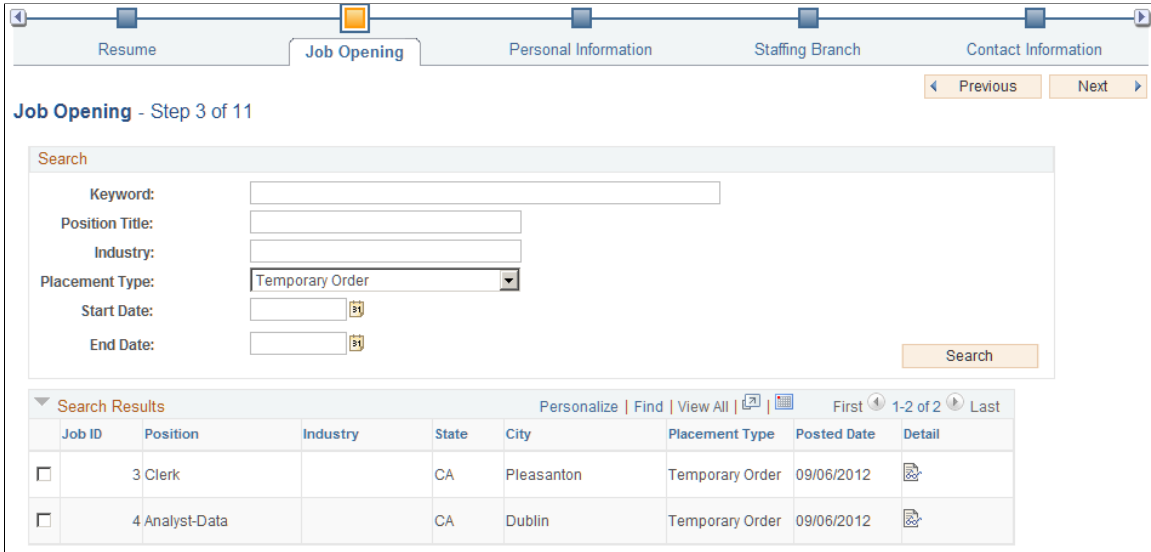 Resume Job Opening Personal Information Staffing Branch Contact Information
Previous Next
Job Opening - Step 3 of 11
Search
Keyword:
Position Title:
Industry:
Placement Type: Temporary Order
Start Date: 31
End Date: 31
Search
Search Results Personalize | Find | View All | | First 1-2 of 2 Last
Job ID Position Industry State City Placement Type Posted Date Detail
3 Clerk CA Pleasanton Temporary Order 09/06/2012
4 Analyst-Data CA Dublin Temporary Order 09/06/2012